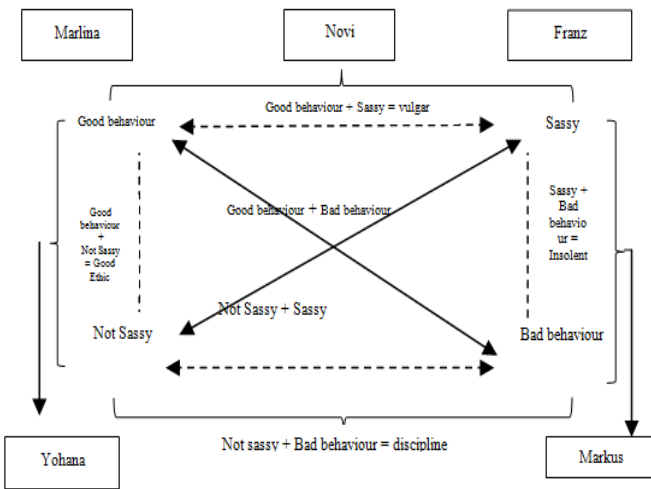 Marlina
Novi
Franz
Good behaviour + Sassy = vulgar
Good behaviour
Sassy
Good
behaviour
+
Not Sassy
= Good
Ethic
Good behaviour + Bad behaviour
Sassy +
Bad
behavio
ur =
Insolent
Not Sassy + Sassy
Not Sassy
Bad behaviour
Not sassy + Bad behaviour = discipline
Yohana
Markus